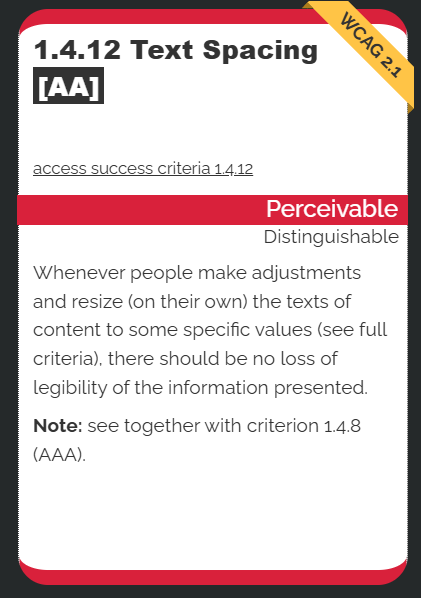 WCAG 2.1
1.4.12 Text Spacing
[AA]
access success criteria 1.4.12
Perceivable
Distinguishable
Whenever people make adjustments
and resize (on their own) the texts of
content to some specific values (see full
criteria), there should be no loss of
legibility of the information presented.
Note: see together with criterion 1.4.8
(AAA).